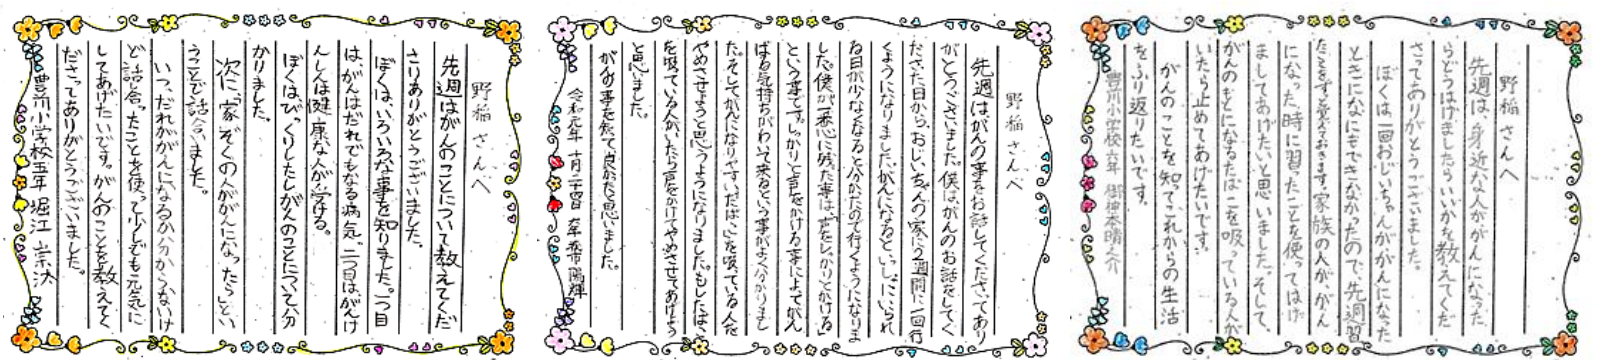 野稲さんへ
先週はがんのことについて教えてくだ
さりありがとうございました。
ぼくは、いろいろな事を知りました。一つ目
は、がんはだれでもなる病気、二つ目はがんけ
んしんは健康な人が受ける。
ぼくはびっくりしたしがんのことについて分
かりました。
次に、「家ぞくの人ががんになったら」とい
うことで話し合いました。
いつ、だれががんになるか分からないけ
ど話し合ったことを使って少しでも元気に
してあげたいです。がんのことを教えてく
ださってありがとうございました。
豊川小学校五年 堀江
野稲さんへ
先週はがんの事をお話してくださってあり
がとうございました。僕は、がんのお話をしてく
ださった日から、おじいちゃんの家に2週間に一回行
くようになりました。がんになるといっしょにいられ
る日が少なくなると分かったので行くようになりま
した。僕が一番心に残った事は、声をしっかりとかける
という事です。しっかりと声をかける事によってがん
ばる気持ちがわいて来るという事がよく分かりまし
た。そしてがんになりやすい、たばこを吸っている人を
やめさせようと思うようになりました。もしたばこ
を吸っている人がいたら声をかけてやめさせてあげよう
と思いました。
がんの事を知れて良かったと思いました。
令和元年 十月二十四日 六年 陽輝
野稲さんへ
先週は、身近な人ががんになった
らどうはげましたらいいかを教えてくだ
さってありがとうございました。
ぼくは、一回おじいちゃんががんになった
ときになにもできなかったので、先週習っ
たことをず覚えておきます。家族の人が、がん
になった時に習ったことを使ってはげ
ましてあげたいと思いました。そして、
がんのもとになるたばこを吸っている人が
いたら止めてあげたいです。
がんのことを知って、これからの生活
をふり返りたいです。
豊川小学校 六年 御神本晴之介